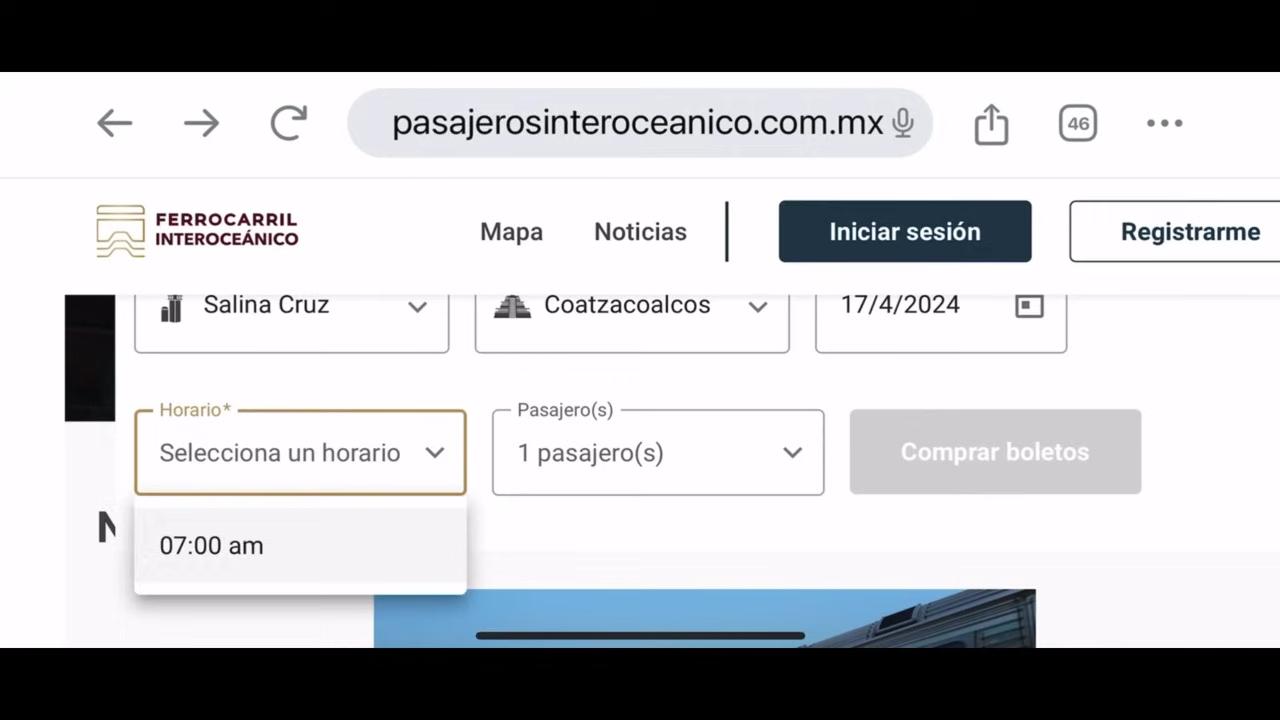 pasajerosinteroceanico.com.mx
46
FERROCARRIL
INTEROCEÁNICO
Mapa
Noticias
Iniciar sesión
Registrarme
Salina Cruz
Coatzacoalcos
17/4/2024
Horario*
Selecciona un horario
Pasajero(s)
1 pasajero(s)
Comprar boletos
N
07:00 am